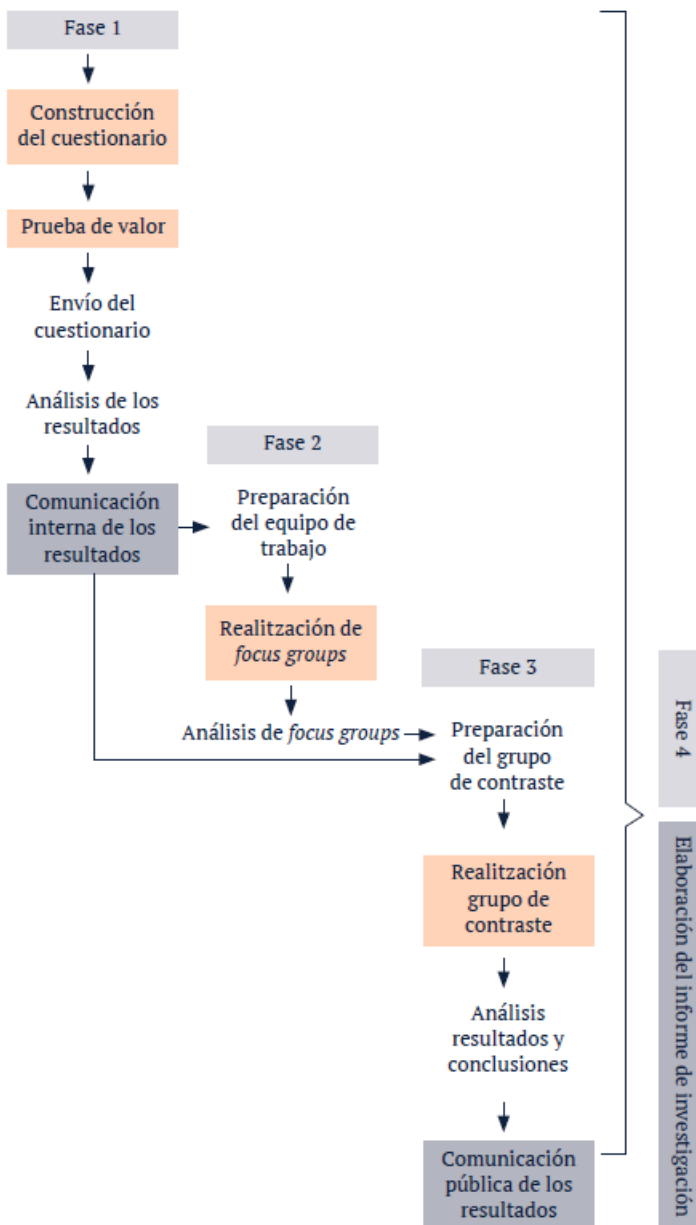 Fase 1
Construcción
del cuestionario
Prueba de valor
Envío del
cuestionario
Análisis de los
resultados
Comunicación
interna de los
resultados
Fase 2
Preparación
del equipo de
trabajo
Realitzación de
focus groups
Análisis de focus groups
Fase 3
Preparación
del grupo
de contraste
Realitzación
grupo de
contraste
Análisis
resultados y
conclusiones
Comunicación
pública de los
resultados
Fase 4
Elaboración del informe de investigación